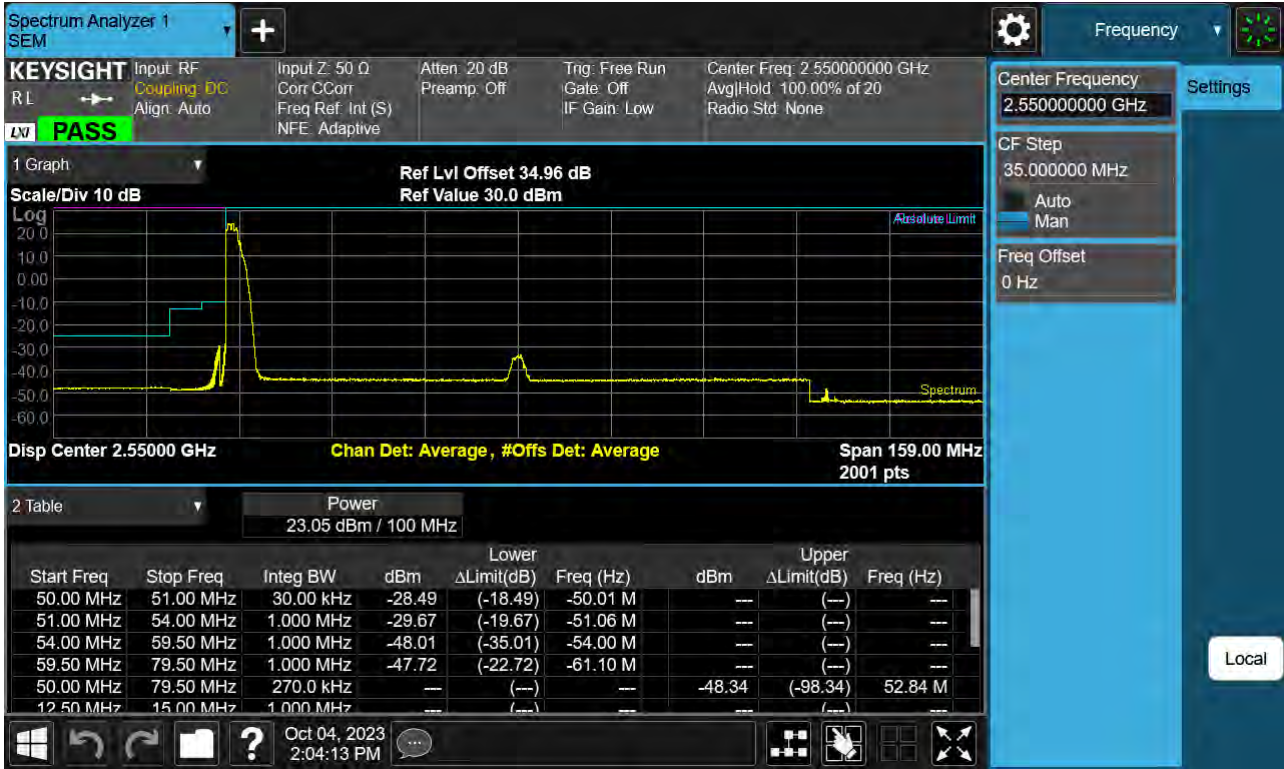 Spectrum Analyzer 1
SEM
+
Frequency
KEYSIGHT
R L
LXI PASS
Input: RF
Coupling: DC
Align: Auto
Input Z: 50 Ω
Corr CCorr
Freq Ref: Int (S)
NFE: Adaptive
Atten: 20 dB
Preamp: Off
Trig: Free Run
Gate: Off
IF Gain: Low
Center Freq: 2.550000000 GHz
Avg|Hold: 100.00% of 20
Radio Std: None
Center Frequency
2.550000000 GHz
Settings
CF Step
35.000000 MHz
Auto
Man
Freq Offset
0 Hz
Local
1 Graph
Ref Lvl Offset 34.96 dB
Scale/Div 10 dB
Ref Value 30.0 dBm
Log
20.0
10.0
0.00
-10.0
-20.0
-30.0
-40.0
-50.0
-60.0
Absolute Limit
Spectrum
Disp Center 2.55000 GHz
Chan Det: Average , #Offs Det: Average
Span 159.00 MHz
2001 pts
2 Table
Power
23.05 dBm / 100 MHz
Lower Upper
Start Freq Stop Freq Integ BW dBm ΔLimit(dB) Freq (Hz) dBm ΔLimit(dB) Freq (Hz)
50.00 MHz 51.00 MHz 30.00 kHz -28.49 (-18.49) -50.01 M --- (---) ---
51.00 MHz 54.00 MHz 1.000 MHz -29.67 (-19.67) -51.06 M --- (---) ---
54.00 MHz 59.50 MHz 1.000 MHz -48.01 (-35.01) -54.00 M --- (---) ---
59.50 MHz 79.50 MHz 1.000 MHz -47.72 (-22.72) -61.10 M --- (---) ---
50.00 MHz 79.50 MHz 270.0 kHz --- (---) --- -48.34 (-98.34) 52.84 M
12.50 MHz 15.00 MHz 1.000 MHz --- (---) --- --- (---) ---
?
Oct 04, 2023
2:04:13 PM